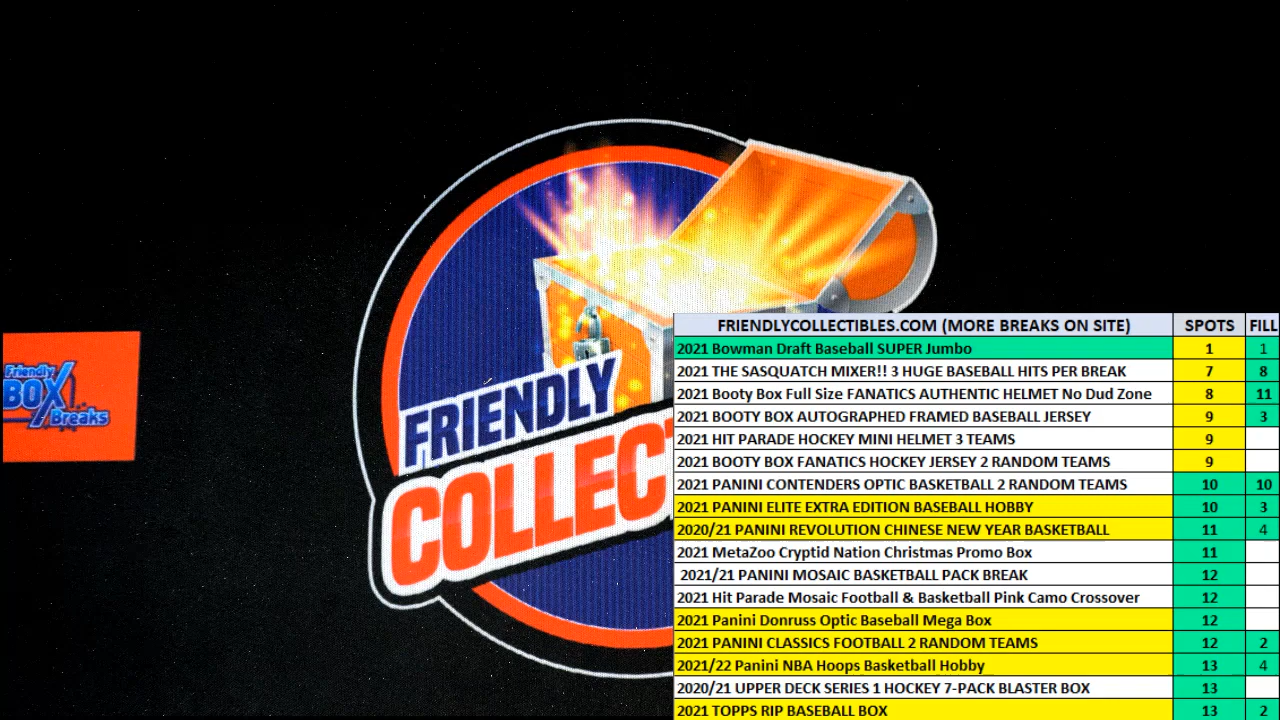 Friendly
BOX
Breaks
FRIENDLY
COLLEC
FRIENDLYCOLLECTIBLES.COM (MORE BREAKS ON SITE) SPOTS FILL
2021 Bowman Draft Baseball SUPER Jumbo 1 1
2021 THE SASQUATCH MIXER!! 3 HUGE BASEBALL HITS PER BREAK 7 8
2021 Booty Box Full Size FANATICS AUTHENTIC HELMET No Dud Zone 8 11
2021 BOOTY BOX AUTOGRAPHED FRAMED BASEBALL JERSEY 9 3
2021 HIT PARADE HOCKEY MINI HELMET 3 TEAMS 9
2021 BOOTY BOX FANATICS HOCKEY JERSEY 2 RANDOM TEAMS 9
2021 PANINI CONTENDERS OPTIC BASKETBALL 2 RANDOM TEAMS 10 10
2021 PANINI ELITE EXTRA EDITION BASEBALL HOBBY 10 3
2020/21 PANINI REVOLUTION CHINESE NEW YEAR BASKETBALL 11 4
2021 MetaZoo Cryptid Nation Christmas Promo Box 11
2021/21 PANINI MOSAIC BASKETBALL PACK BREAK 12
2021 Hit Parade Mosaic Football & Basketball Pink Camo Crossover 12
2021 Panini Donruss Optic Baseball Mega Box 12
2021 PANINI CLASSICS FOOTBALL 2 RANDOM TEAMS 12 2
2021/22 Panini NBA Hoops Basketball Hobby 13 4
2020/21 UPPER DECK SERIES 1 HOCKEY 7-PACK BLASTER BOX 13
2021 TOPPS RIP BASEBALL BOX 13 2